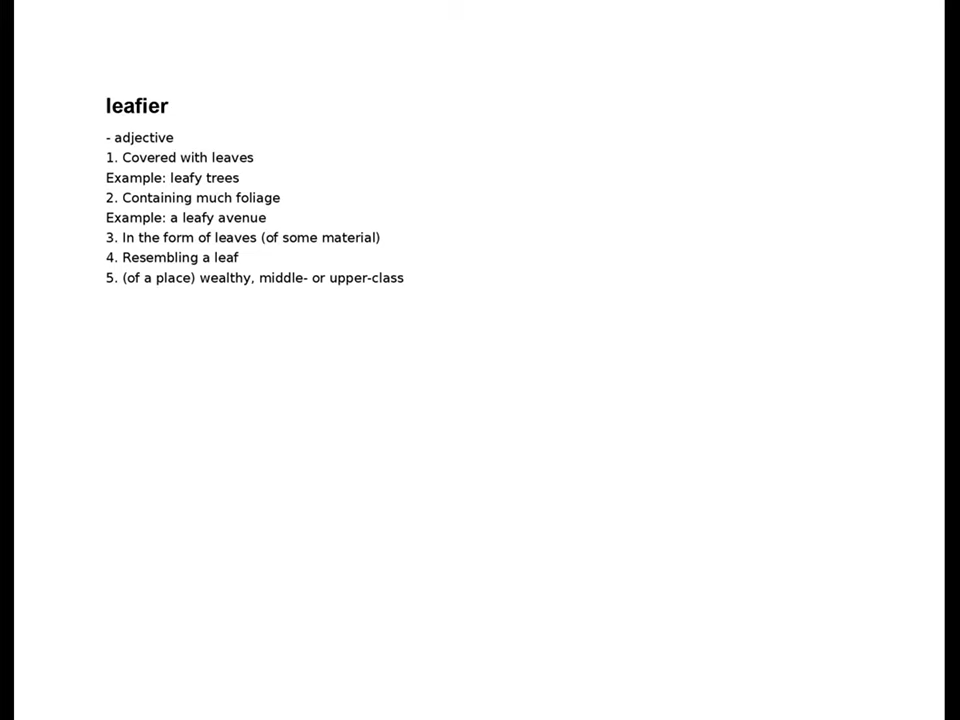 leafier
- adjective
1. Covered with leaves
Example: leafy trees
2. Containing much foliage
Example: a leafy avenue
3. In the form of leaves (of some material)
4. Resembling a leaf
5. (of a place) wealthy, middle- or upper-class